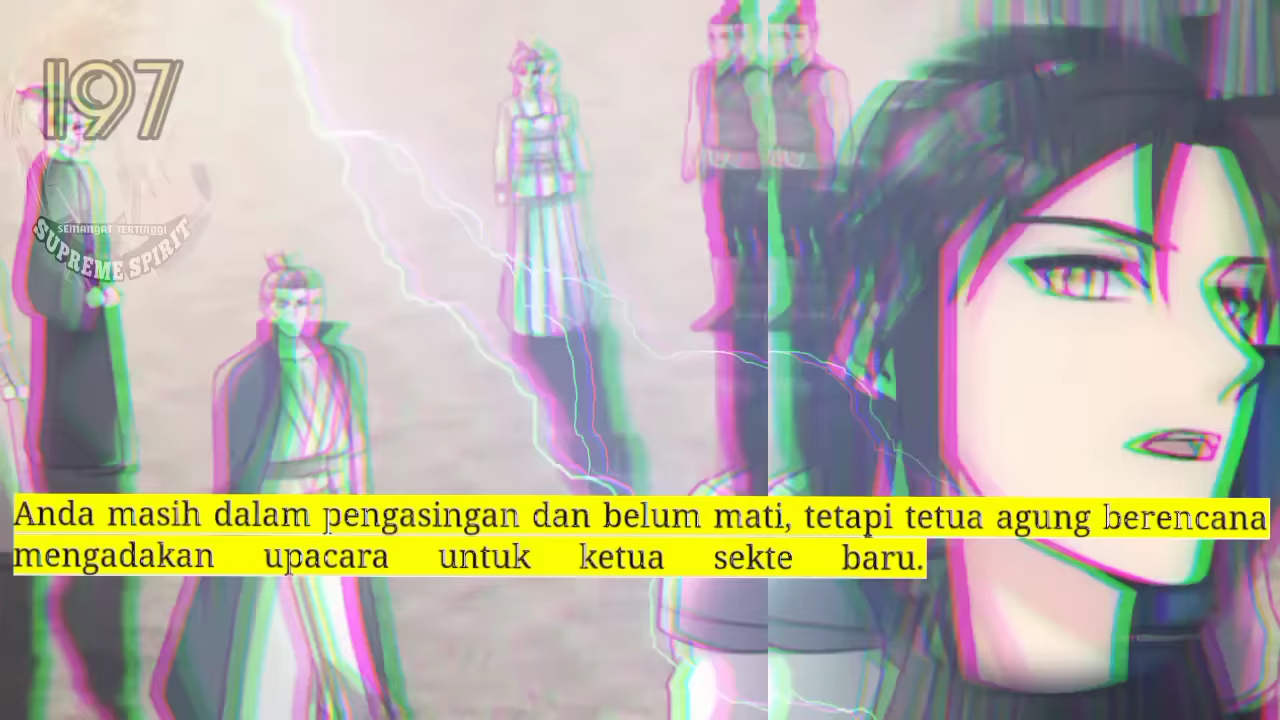 197
SEMANGAT TERTINGGI
SUPREME SPIRIT
Anda masih dalam pengasingan dan belum mati, tetapi tetua agung berencana
mengadakan upacara untuk ketua sekte baru.